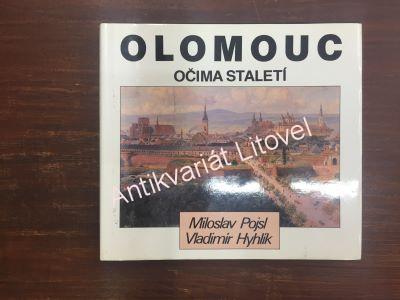 OLOMOUC
OČIMA STALETÍ
Antikvariát Litovel
Miloslav Pojsl
Vladimír Hyhlík